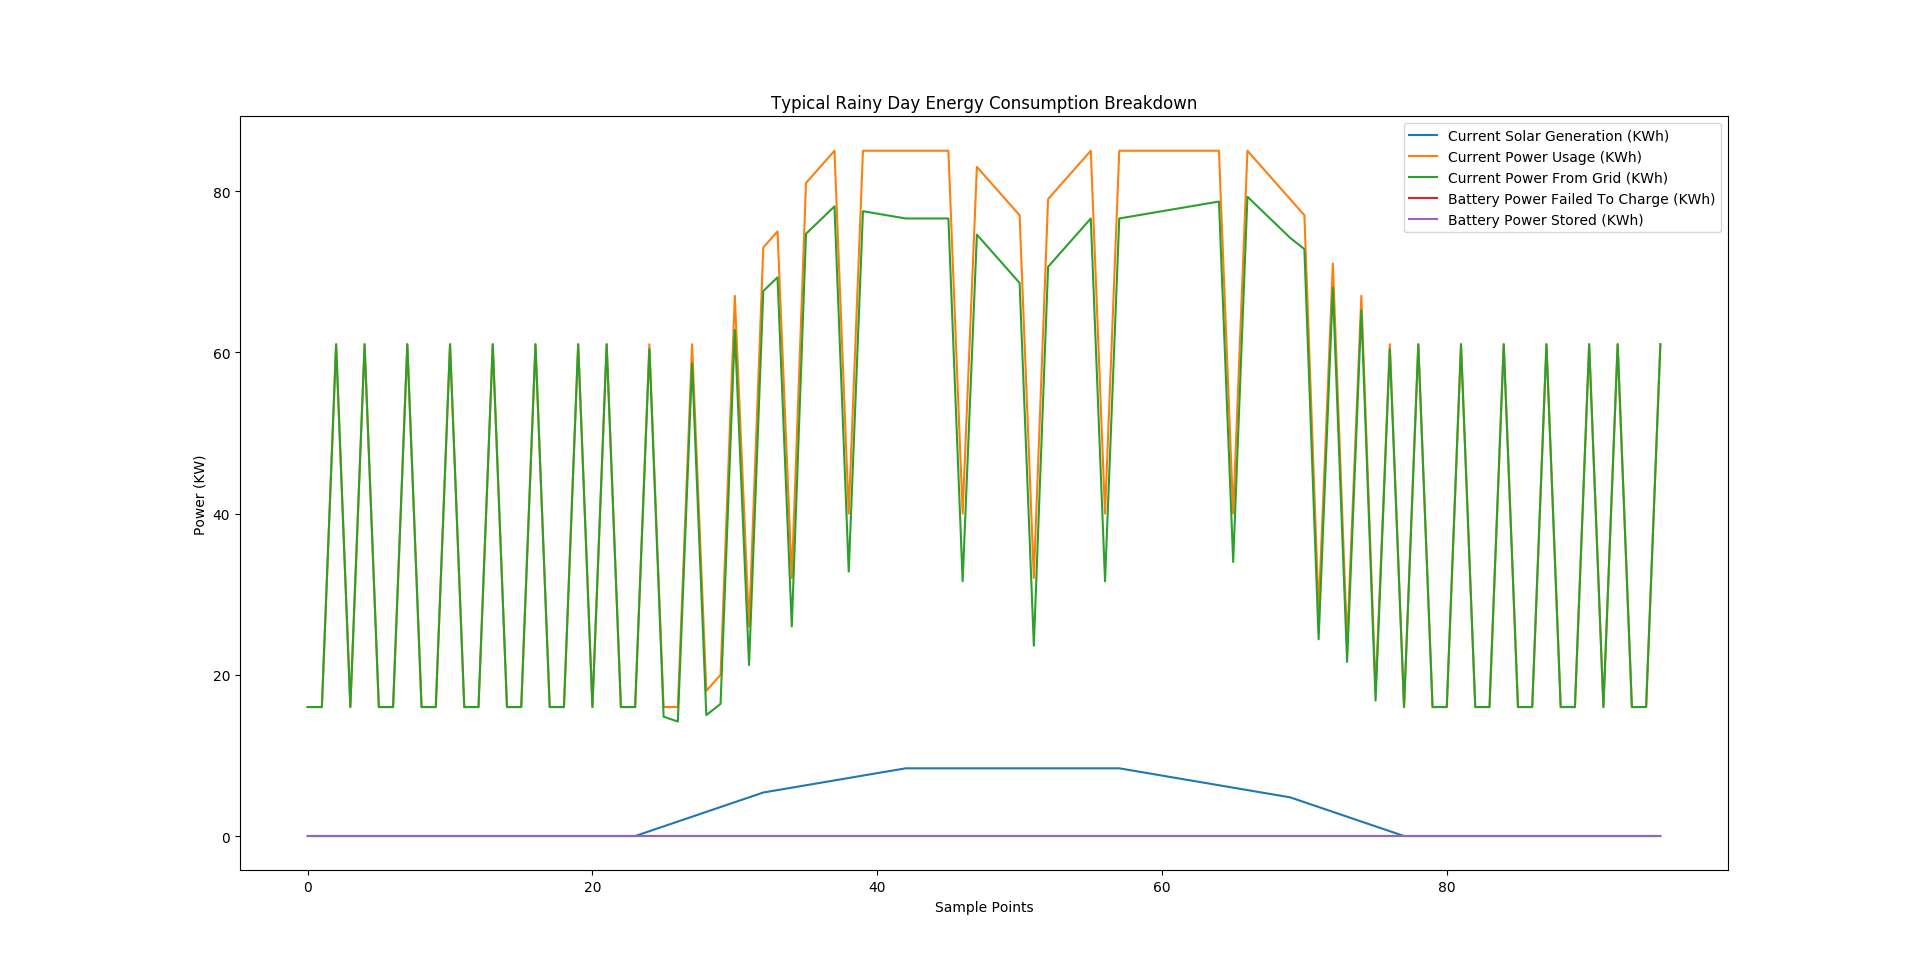 Typical Rainy Day Energy Consumption Breakdown
Current Solar Generation (KWh)
Current Power Usage (KWh)
Current Power From Grid (KWh)
Battery Power Failed To Charge (KWh)
Battery Power Stored (KWh)
Power (KW)
80
60
40
20
0
0 20 40 60 80
Sample Points